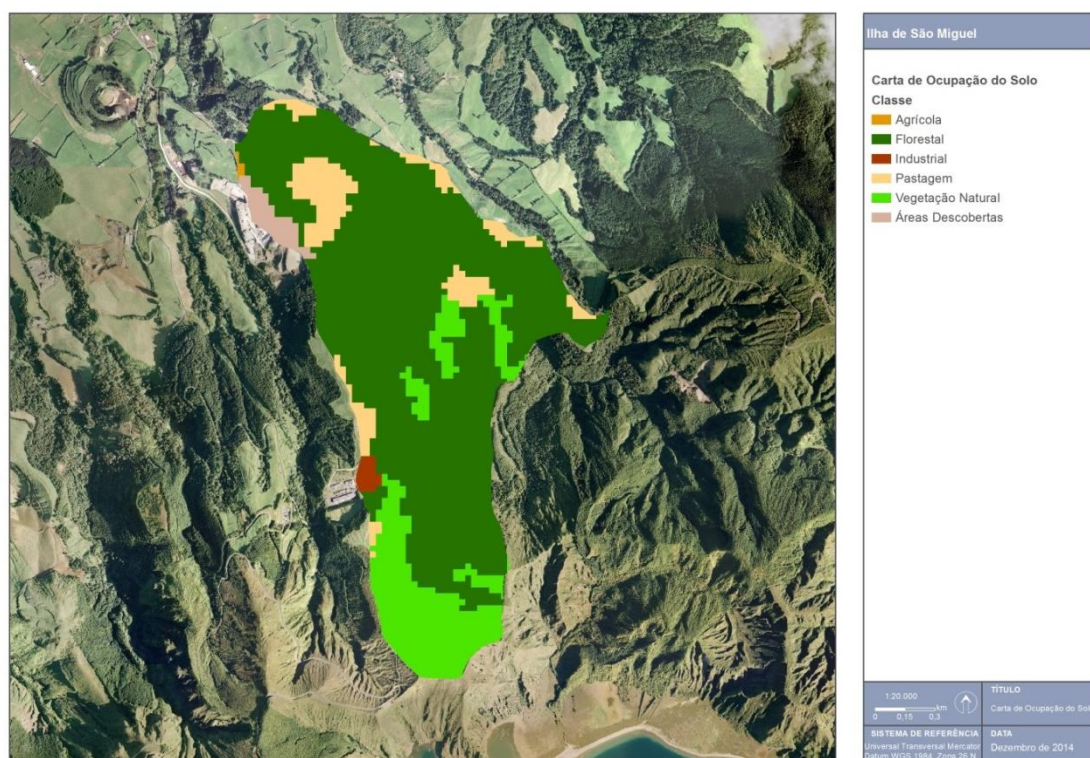 Ilha de São Miguel
Carta de Ocupação do Solo
Classe
Agrícola
Florestal
Industrial
Pastagem
Vegetação Natural
Áreas Descobertas
1:20.000
km
0 0,15 0,3
TÍTULO
Carta de Ocupação do Sol
SISTEMA DE REFERÊNCIA
Universal Transversal Mercator
Datum WGS 1984, Zona 26 N
DATA
Dezembro de 2014